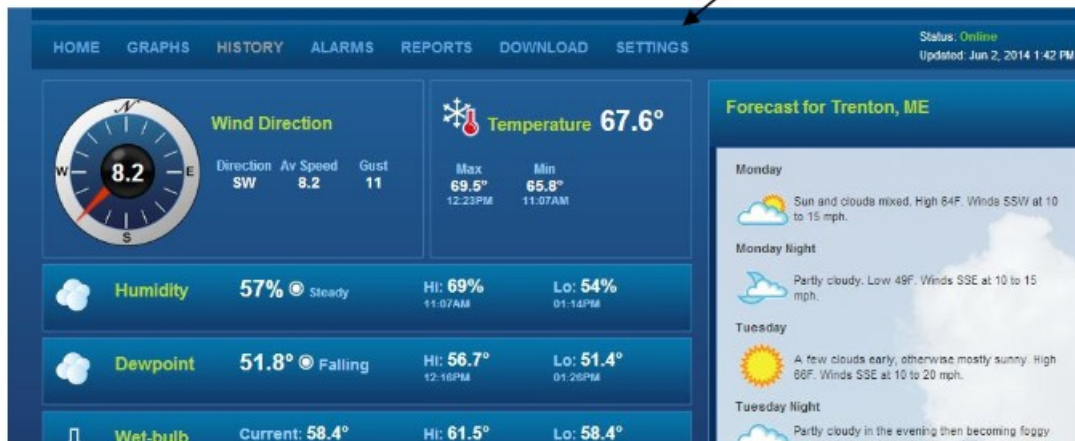 HOME GRAPHS HISTORY ALARMS REPORTS DOWNLOAD SETTINGS
Status: Online
Updated: Jun 2, 2014 1:42 PM
N
W
E
S
8.2
Wind Direction
Direction Av Speed Gust
SW 8.2 11
Temperature 67.6°
Max Min
69.5° 65.8°
12:23PM 11:07AM
Humidity 57% Steady Hi: 69% Lo: 54%
11:07AM 01:14PM
Dewpoint 51.8° Falling Hi: 56.7° Lo: 51.4°
12:16PM 01:26PM
Wet-bulb Current: 58.4° Hi: 61.5° Lo: 58.4°
Forecast for Trenton, ME
Monday
Sun and clouds mixed. High 64F. Winds SSW at 10
to 15 mph.
Monday Night
Partly cloudy. Low 49F. Winds SSE at 10 to 15
mph.
Tuesday
A few clouds early, otherwise mostly sunny. High
66F. Winds SSE at 10 to 20 mph.
Tuesday Night
Partly cloudy in the evening then becoming foggy